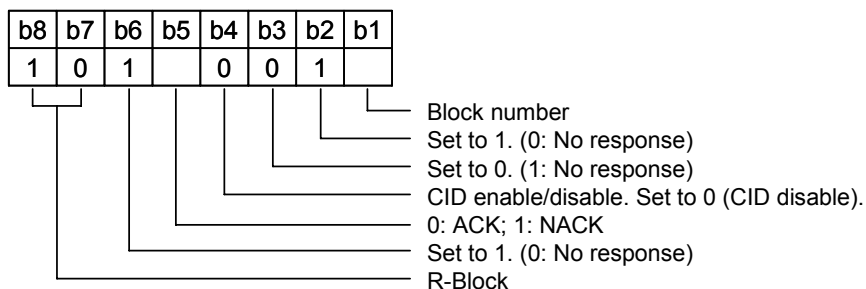 b8 b7 b6 b5 b4 b3 b2 b1
1 0 1 0 0 1
Block number
Set to 1. (0: No response)
Set to 0. (1: No response)
CID enable/disable. Set to 0 (CID disable).
0: ACK; 1: NACK
Set to 1. (0: No response)
R-Block